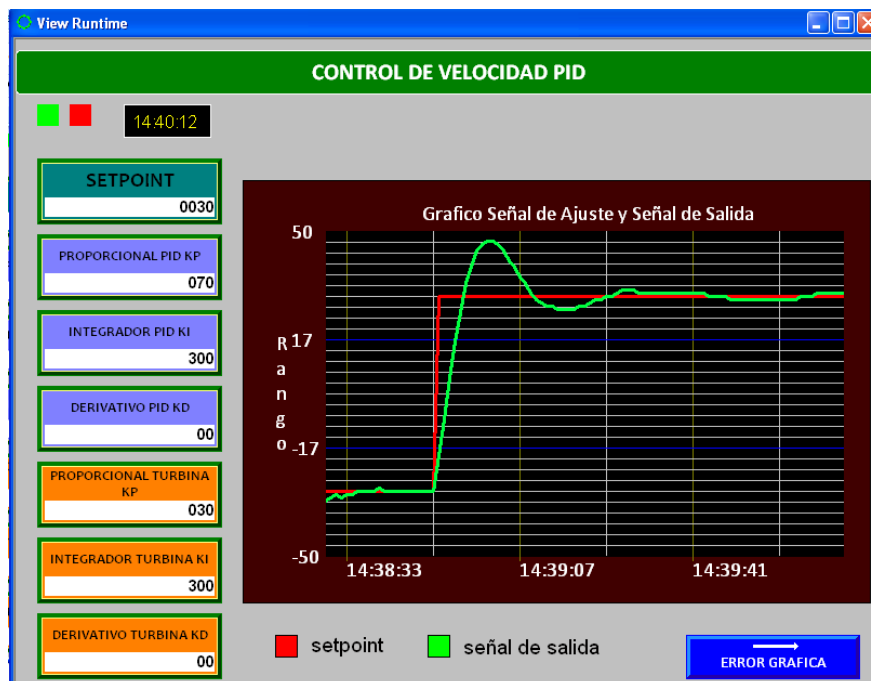 View Runtime
CONTROL DE VELOCIDAD PID
14:40:12
SETPOINT
0030
PROPORCIONAL PID KP
070
INTEGRADOR PID KI
300
DERIVATIVO PID KD
00
PROPORCIONAL TURBINA
KP
030
INTEGRADOR TURBINA KI
300
DERIVATIVO TURBINA KD
00
Grafico Señal de Ajuste y Señal de Salida
50
17
-17
-50
Rango
14:38:33
14:39:07
14:39:41
setpoint
señal de salida
ERROR GRAFICA